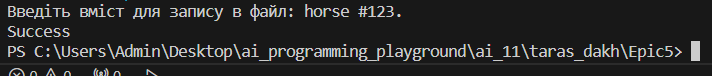 Введіть вміст для запису в файл: horse #123.
Success
PS C:\Users\Admin\Desktop\ai_programming_playground\ai_11\taras_dakh\Epic5>